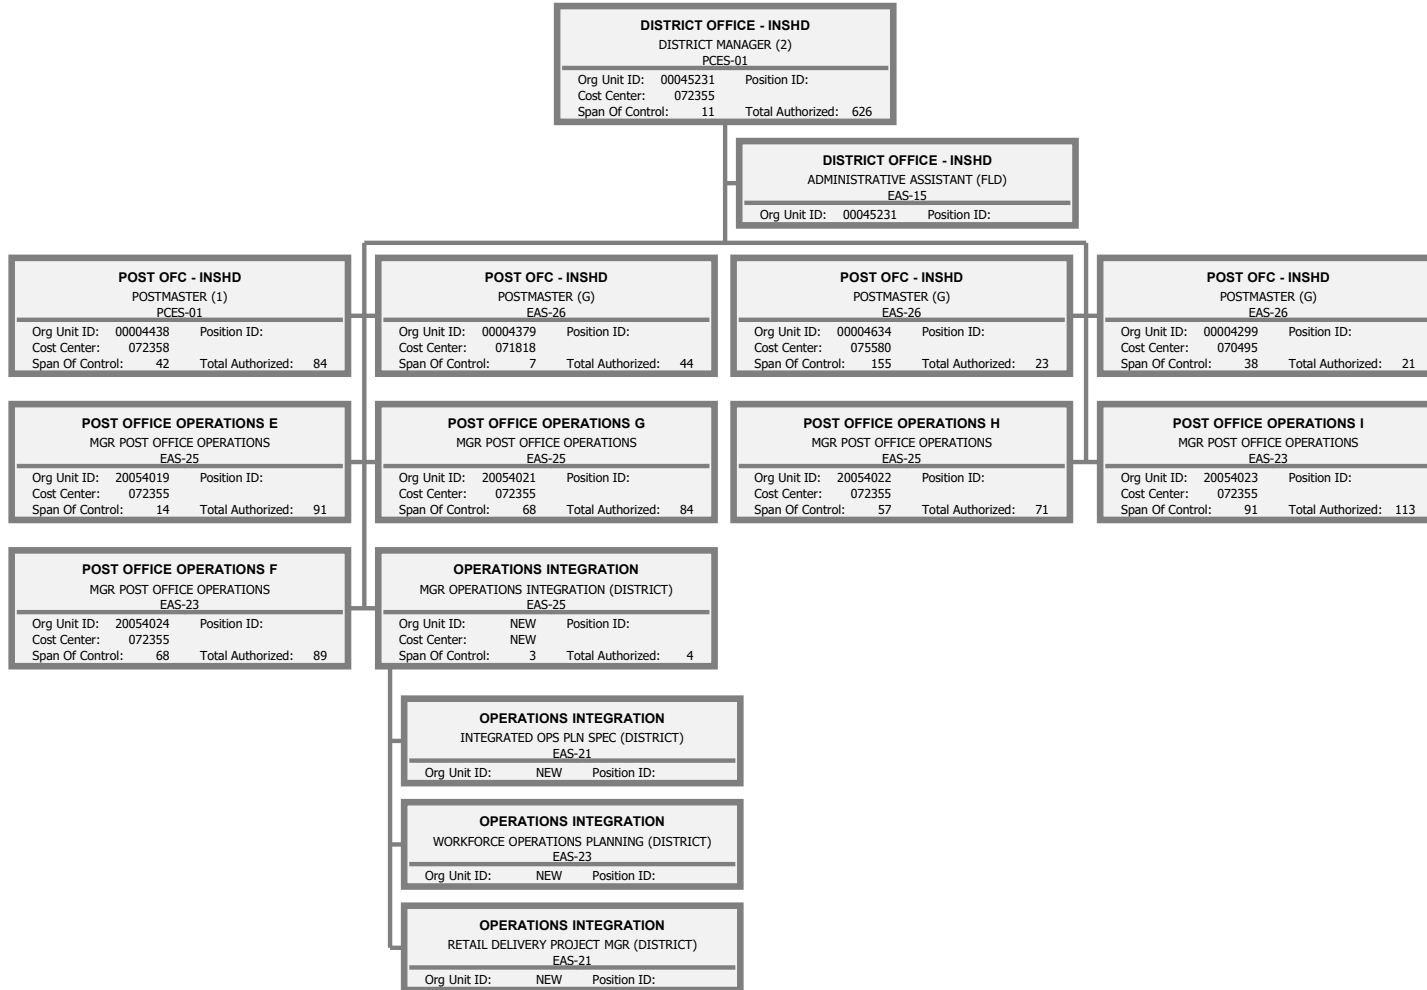 DISTRICT OFFICE - INSHD
DISTRICT MANAGER (2)
PCES-01
Org Unit ID: 00045231 Position ID:
Cost Center: 072355
Span Of Control: 11 Total Authorized: 626
DISTRICT OFFICE - INSHD
ADMINISTRATIVE ASSISTANT (FLD)
EAS-15
Org Unit ID: 00045231 Position ID:
POST OFC - INSHD
POSTMASTER (1)
PCES-01
Org Unit ID: 00004438 Position ID:
Cost Center: 072358
Span Of Control: 42 Total Authorized: 84
POST OFC - INSHD
POSTMASTER (G)
EAS-26
Org Unit ID: 00004379 Position ID:
Cost Center: 071818
Span Of Control: 7 Total Authorized: 44
POST OFC - INSHD
POSTMASTER (G)
EAS-26
Org Unit ID: 00004634 Position ID:
Cost Center: 075580
Span Of Control: 155 Total Authorized: 23
POST OFC - INSHD
POSTMASTER (G)
EAS-26
Org Unit ID: 00004299 Position ID:
Cost Center: 070495
Span Of Control: 38 Total Authorized: 21
POST OFFICE OPERATIONS E
MGR POST OFFICE OPERATIONS
EAS-25
Org Unit ID: 20054019 Position ID:
Cost Center: 072355
Span Of Control: 14 Total Authorized: 91
POST OFFICE OPERATIONS G
MGR POST OFFICE OPERATIONS
EAS-25
Org Unit ID: 20054021 Position ID:
Cost Center: 072355
Span Of Control: 68 Total Authorized: 84
POST OFFICE OPERATIONS H
MGR POST OFFICE OPERATIONS
EAS-25
Org Unit ID: 20054022 Position ID:
Cost Center: 072355
Span Of Control: 57 Total Authorized: 71
POST OFFICE OPERATIONS I
MGR POST OFFICE OPERATIONS
EAS-23
Org Unit ID: 20054023 Position ID:
Cost Center: 072355
Span Of Control: 91 Total Authorized: 113
POST OFFICE OPERATIONS F
MGR POST OFFICE OPERATIONS
EAS-23
Org Unit ID: 20054024 Position ID:
Cost Center: 072355
Span Of Control: 68 Total Authorized: 89
OPERATIONS INTEGRATION
MGR OPERATIONS INTEGRATION (DISTRICT)
EAS-25
Org Unit ID: NEW Position ID:
Cost Center: NEW
Span Of Control: 3 Total Authorized: 4
OPERATIONS INTEGRATION
INTEGRATED OPS PLN SPEC (DISTRICT)
EAS-21
Org Unit ID: NEW Position ID:
OPERATIONS INTEGRATION
WORKFORCE OPERATIONS PLANNING (DISTRICT)
EAS-23
Org Unit ID: NEW Position ID:
OPERATIONS INTEGRATION
RETAIL DELIVERY PROJECT MGR (DISTRICT)
EAS-21
Org Unit ID: NEW Position ID: